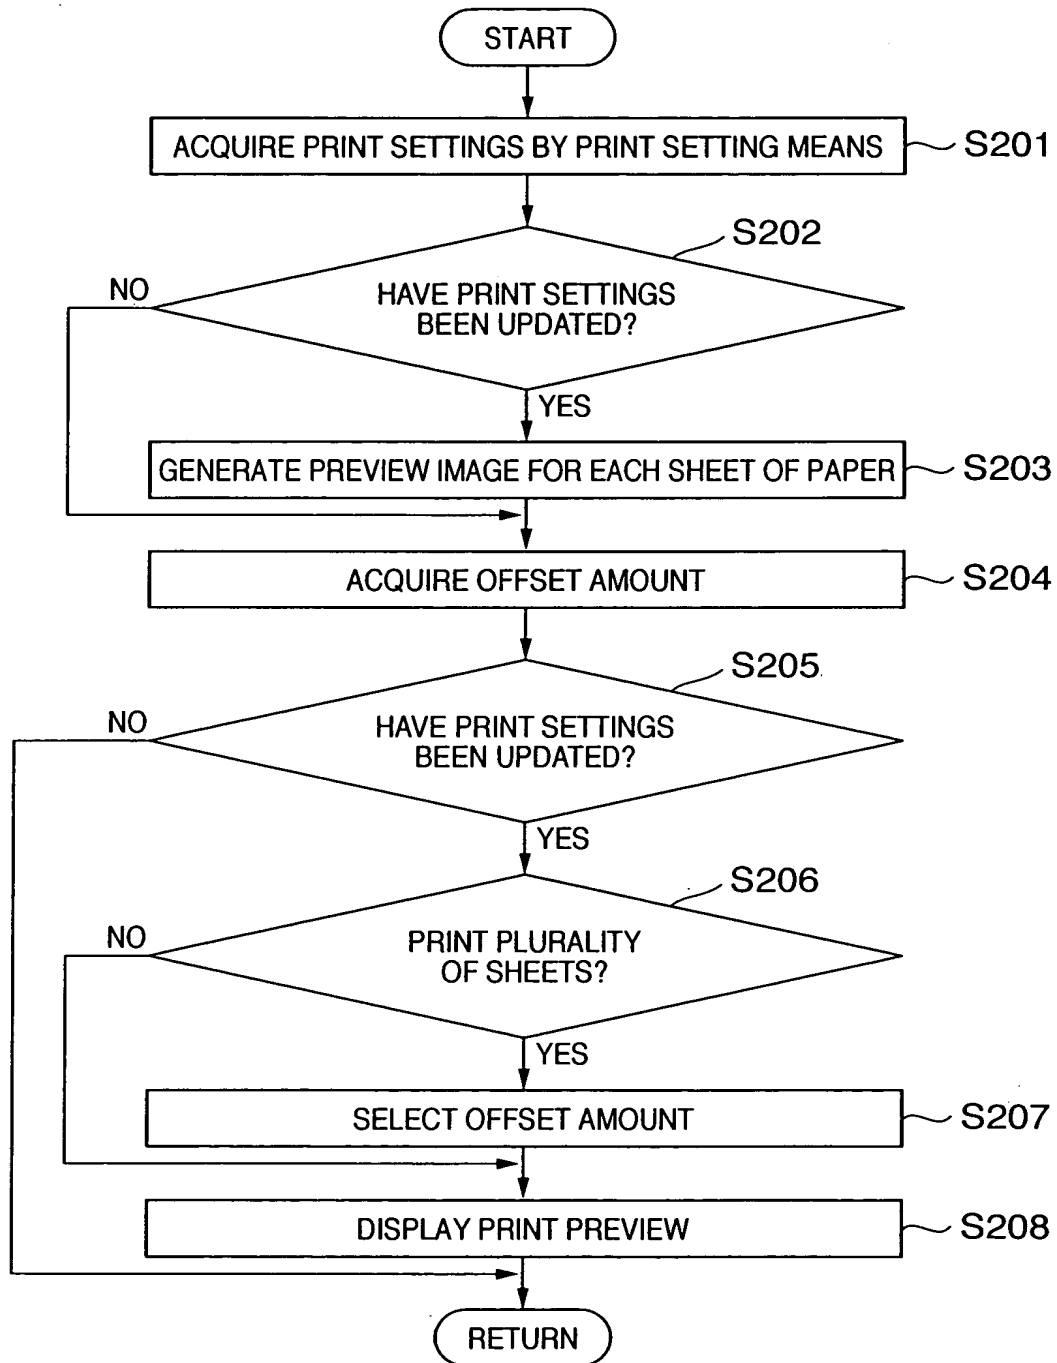 START
ACQUIRE PRINT SETTINGS BY PRINT SETTING MEANS
S201
S202
NO
HAVE PRINT SETTINGS
BEEN UPDATED?
YES
GENERATE PREVIEW IMAGE FOR EACH SHEET OF PAPER
S203
ACQUIRE OFFSET AMOUNT
S204
S205
NO
HAVE PRINT SETTINGS
BEEN UPDATED?
YES
S206
NO
PRINT PLURALITY
OF SHEETS?
YES
SELECT OFFSET AMOUNT
S207
DISPLAY PRINT PREVIEW
S208
RETURN